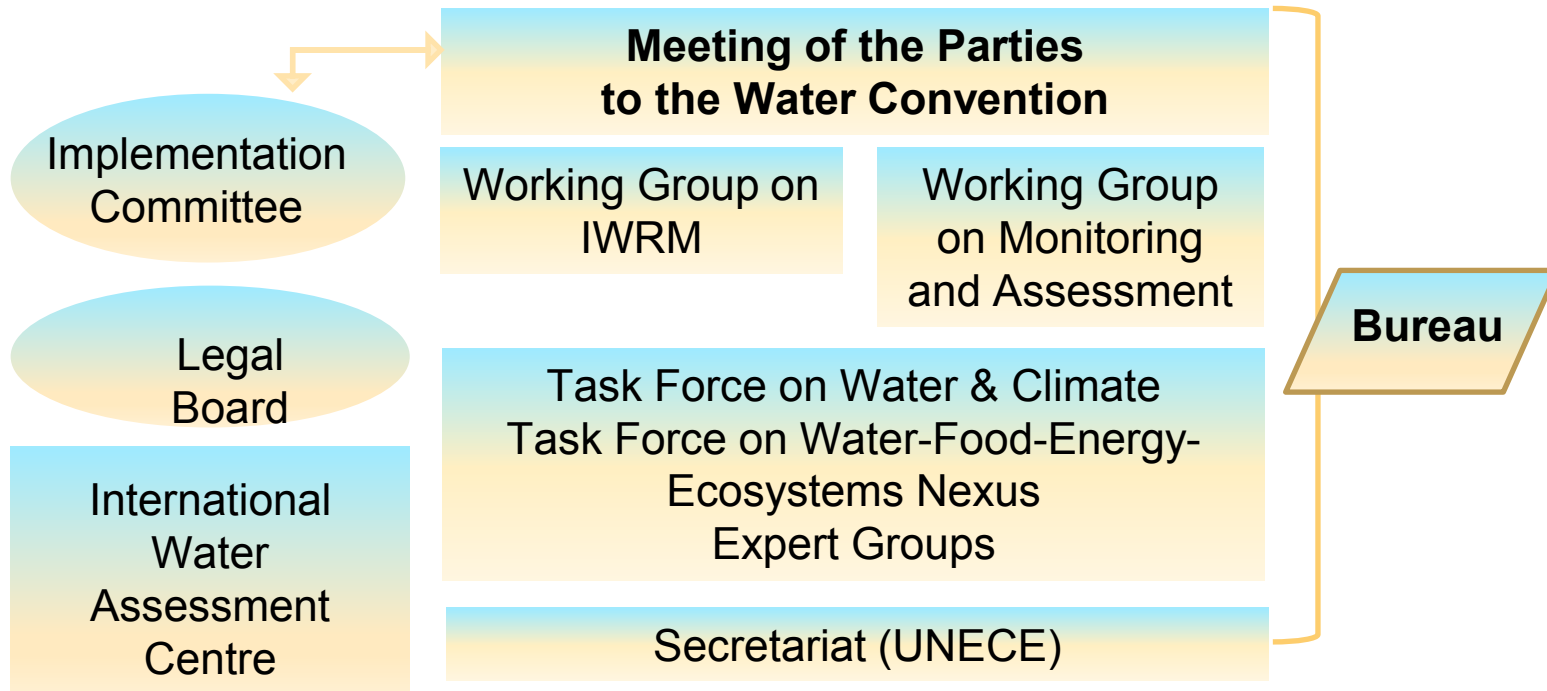 Meeting of the Parties
to the Water Convention
Implementation
Committee
Working Group on
IWRM
Working Group
on Monitoring
and Assessment
Bureau
Legal
Board
Task Force on Water & Climate
Task Force on Water-Food-Energy-
Ecosystems Nexus
Expert Groups
International
Water
Assessment
Centre
Secretariat (UNECE)